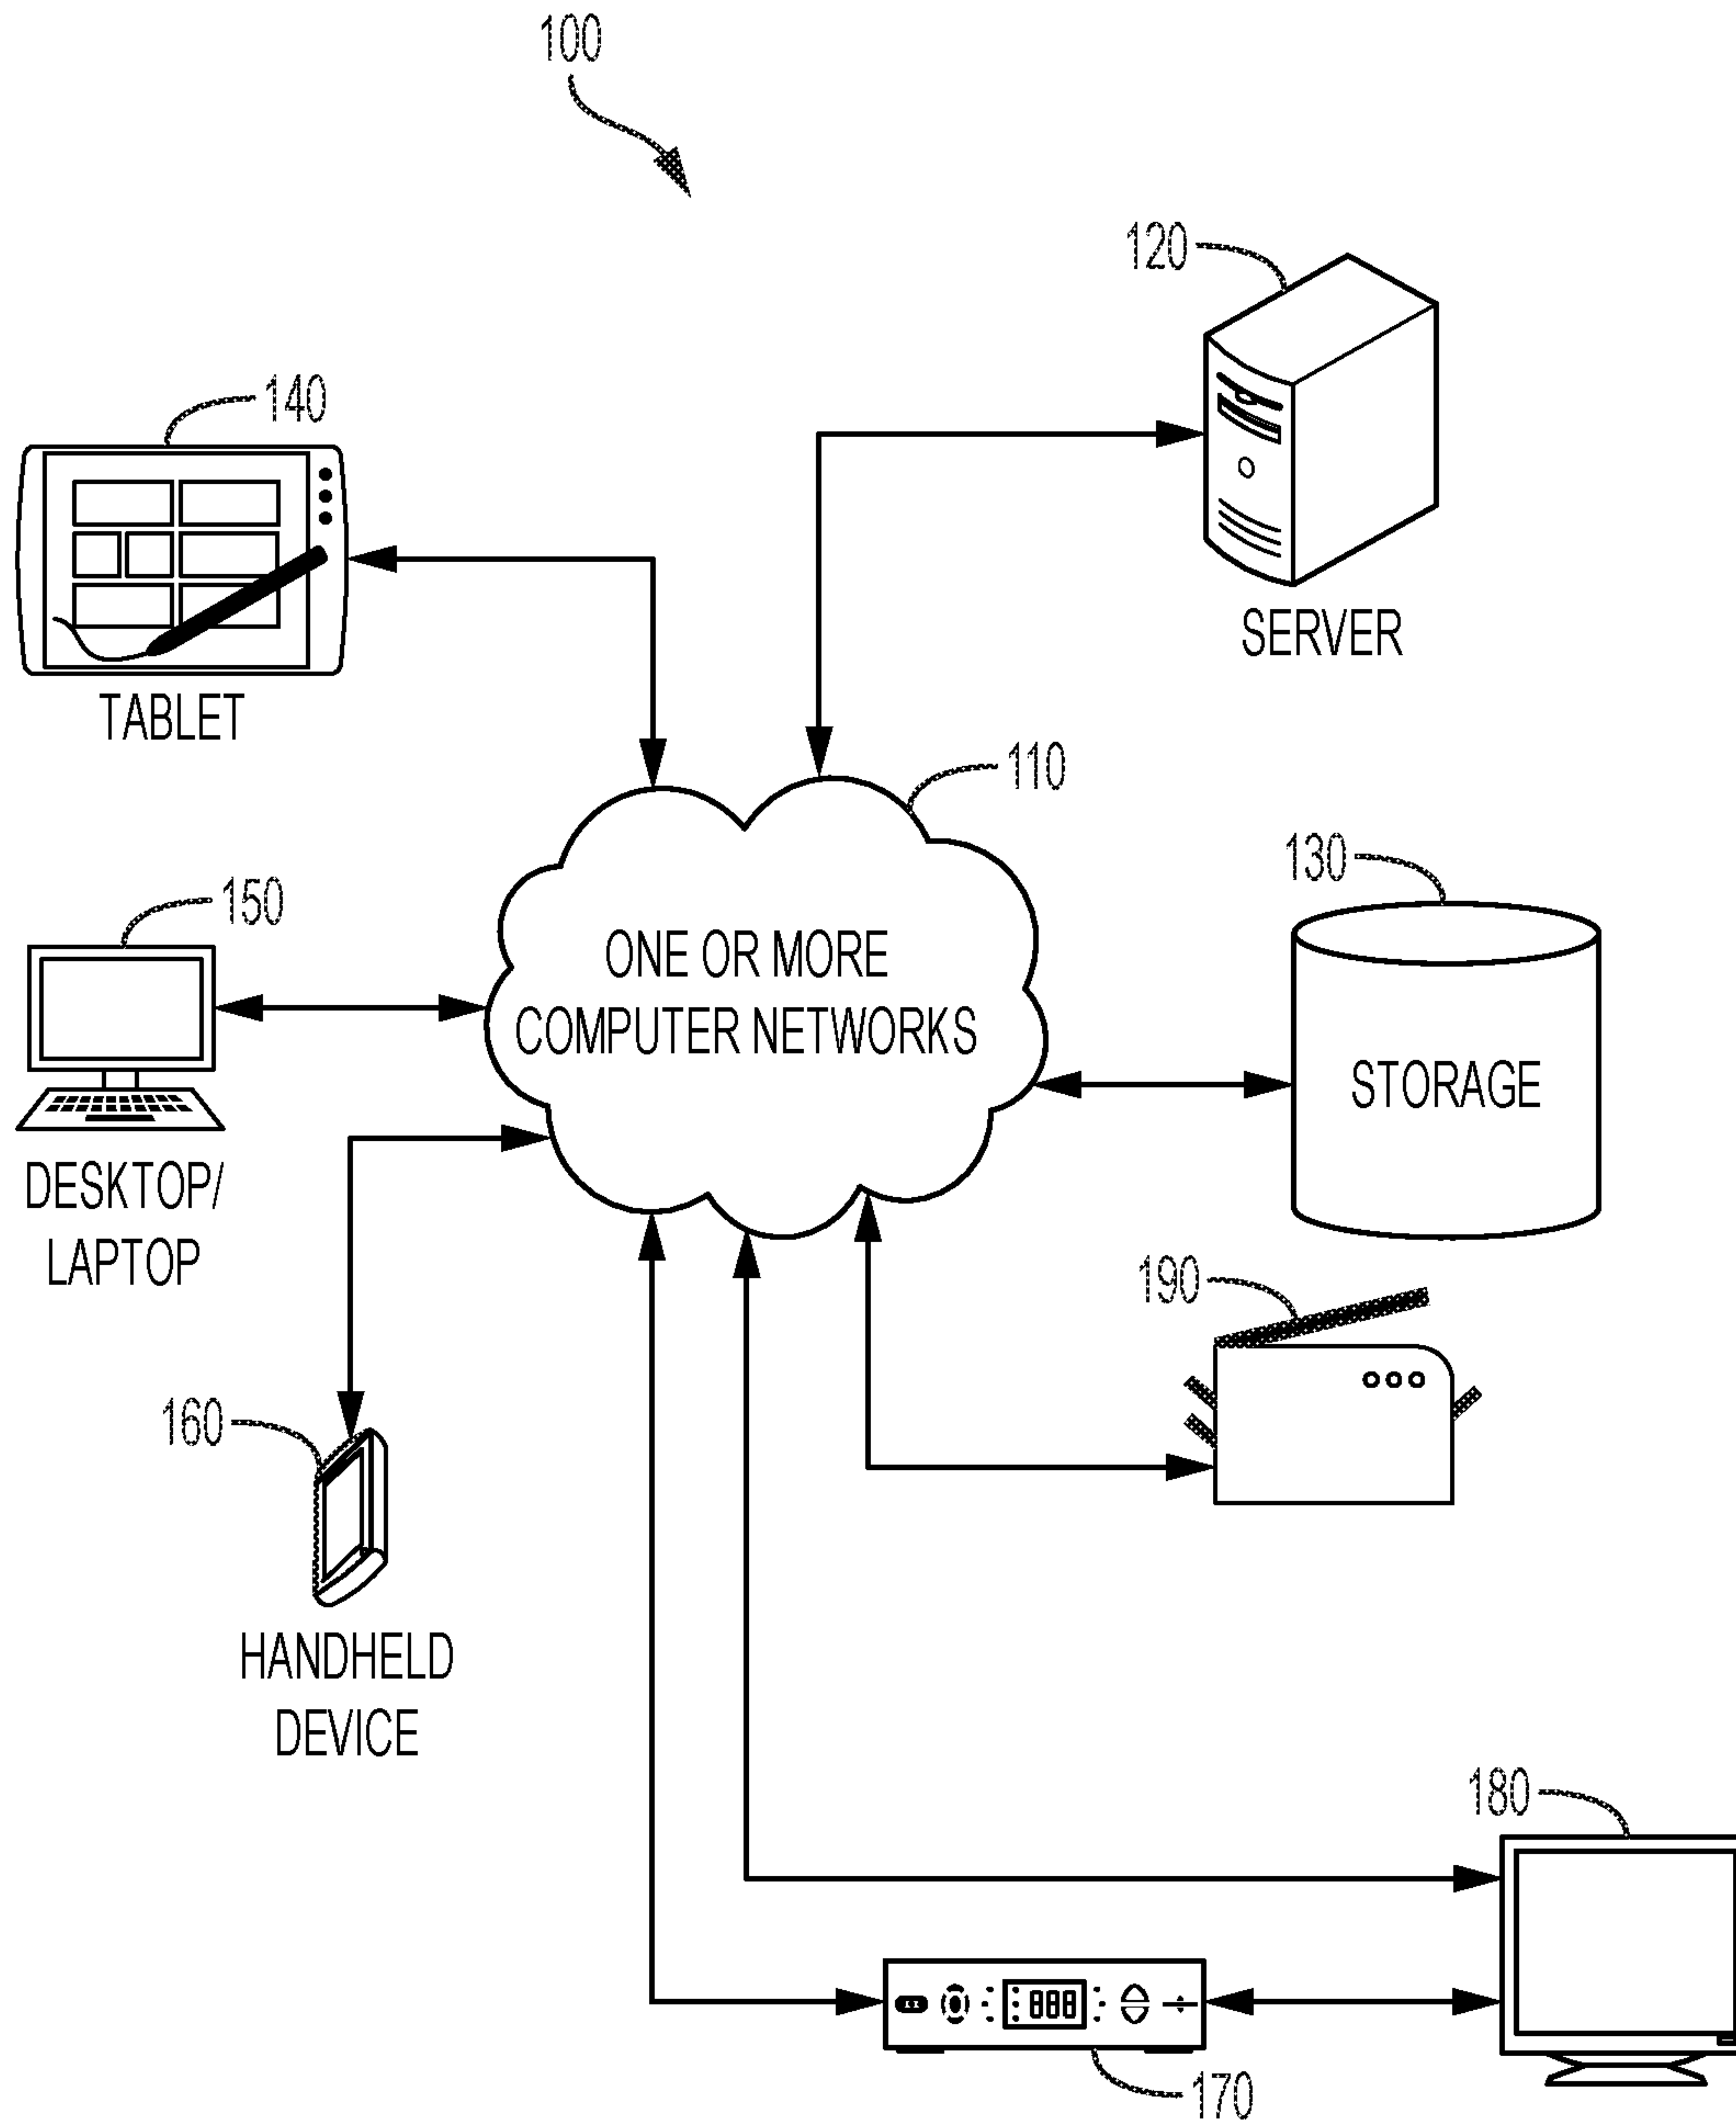 100
120
140
SERVER
TABLET
110
130
150
ONE OR MORE
COMPUTER NETWORKS
STORAGE
DESKTOP/
LAPTOP
190
160
HANDHELD
DEVICE
180
888
170